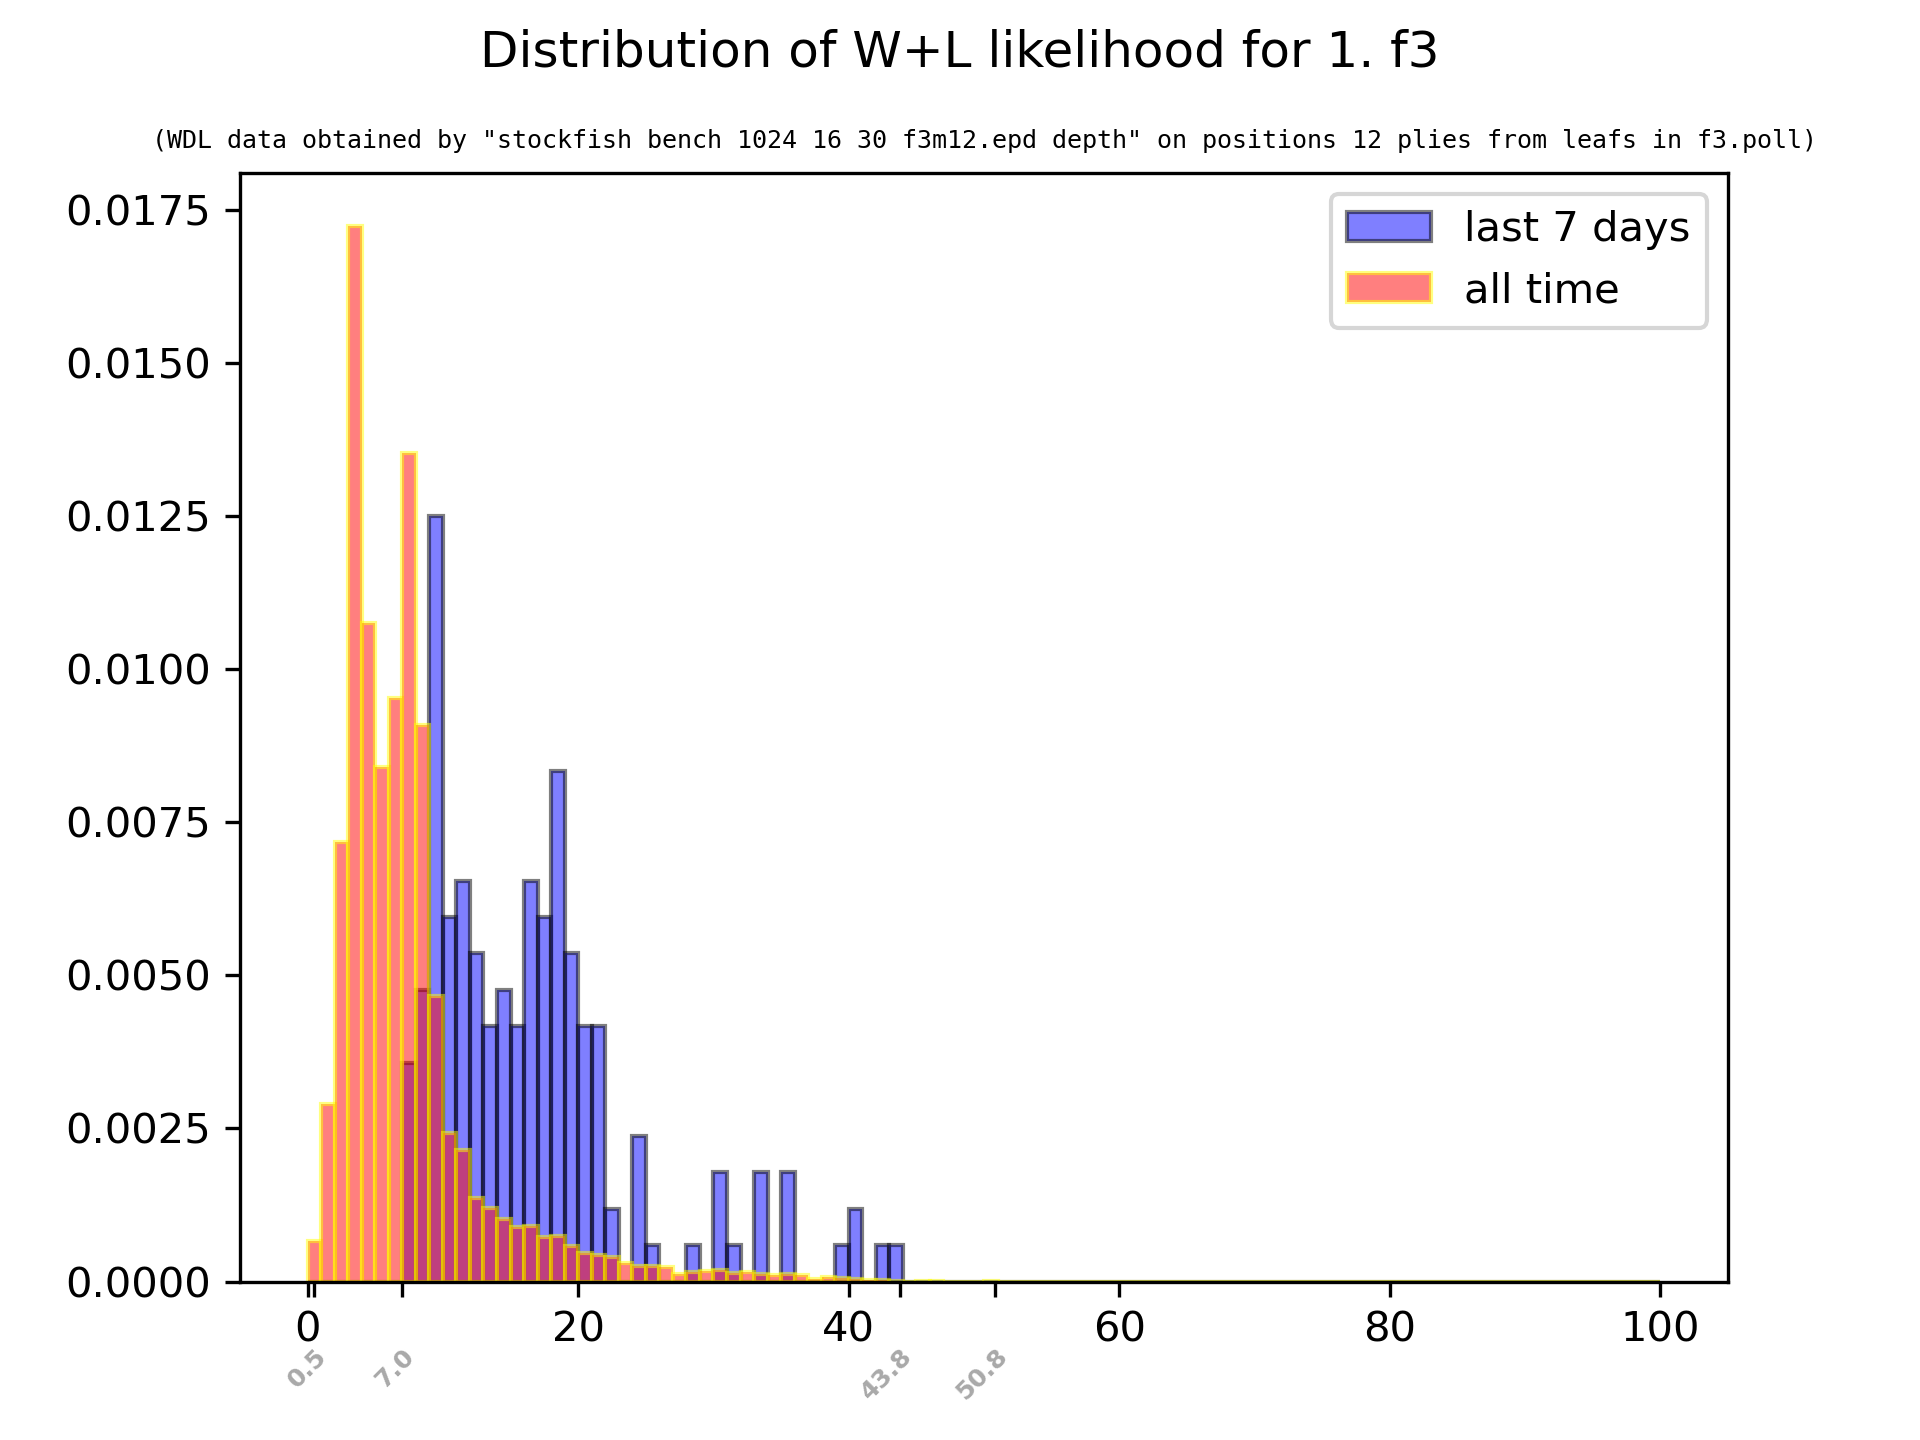 Distribution of W+L likelihood for 1. f3
(WDL data obtained by "stockfish bench 1024 16 30 f3m12.epd depth" on positions 12 plies from leafs in f3.poll)
last 7 days
all time
0.0175
0.0150
0.0125
0.0100
0.0075
0.0050
0.0025
0.0000
0 20 40 60 80 100
0.5 7.0 43.8 50.8